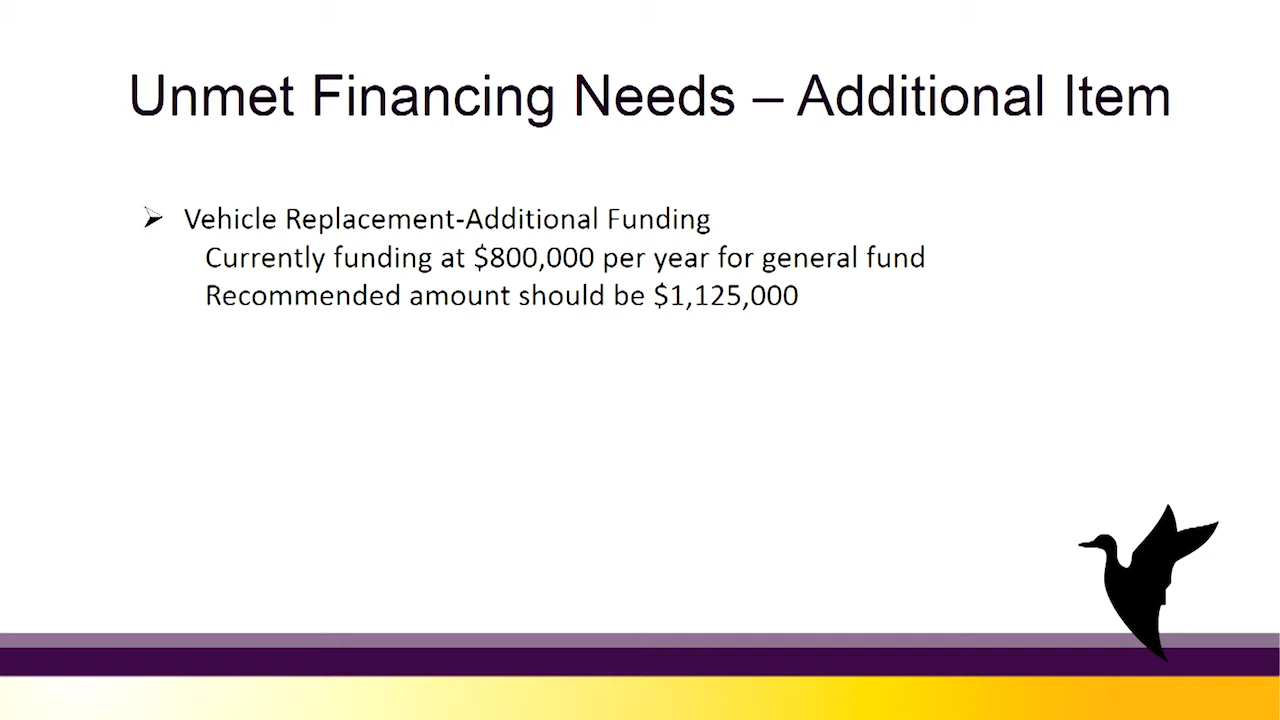 Unmet Financing Needs – Additional Item
Vehicle Replacement-Additional Funding
Currently funding at $800,000 per year for general fund
Recommended amount should be $1,125,000